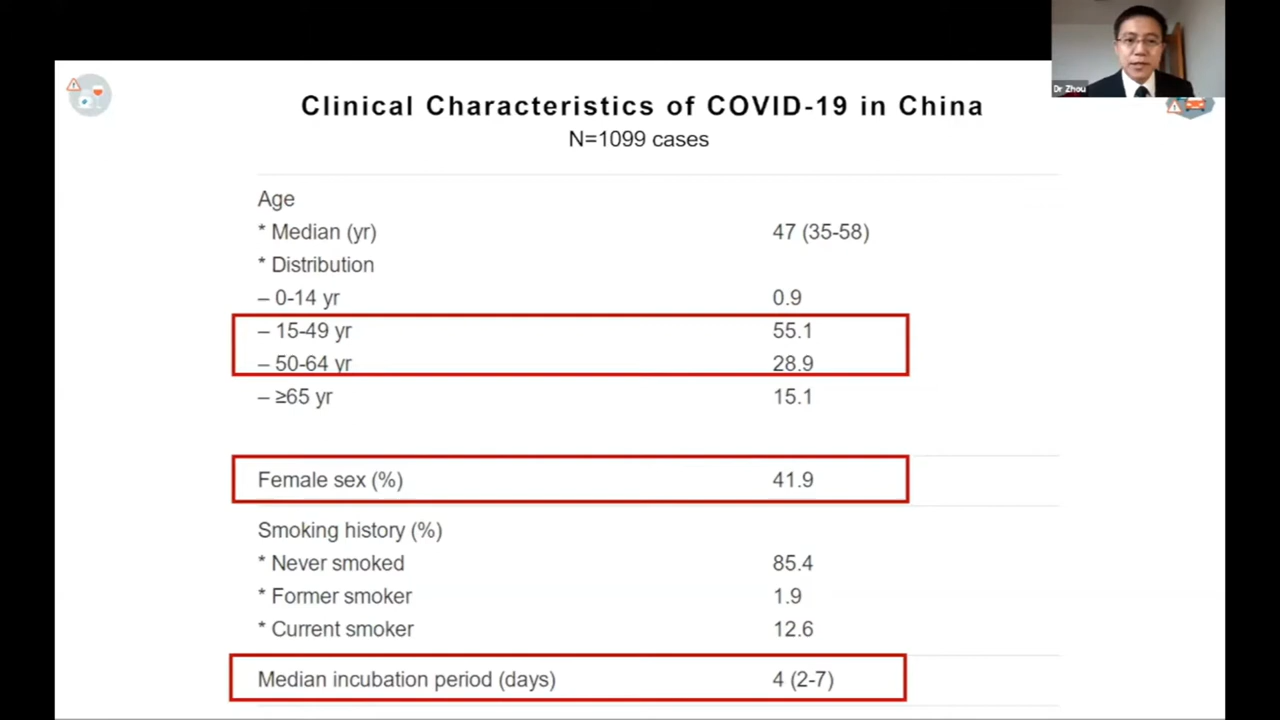 Dr Zhou
Clinical Characteristics of COVID-19 in China
N=1099 cases
Age
* Median (yr) 47 (35-58)
* Distribution
– 0-14 yr 0.9
– 15-49 yr 55.1
– 50-64 yr 28.9
– ≥65 yr 15.1
Female sex (%) 41.9
Smoking history (%)
* Never smoked 85.4
* Former smoker 1.9
* Current smoker 12.6
Median incubation period (days) 4 (2-7)